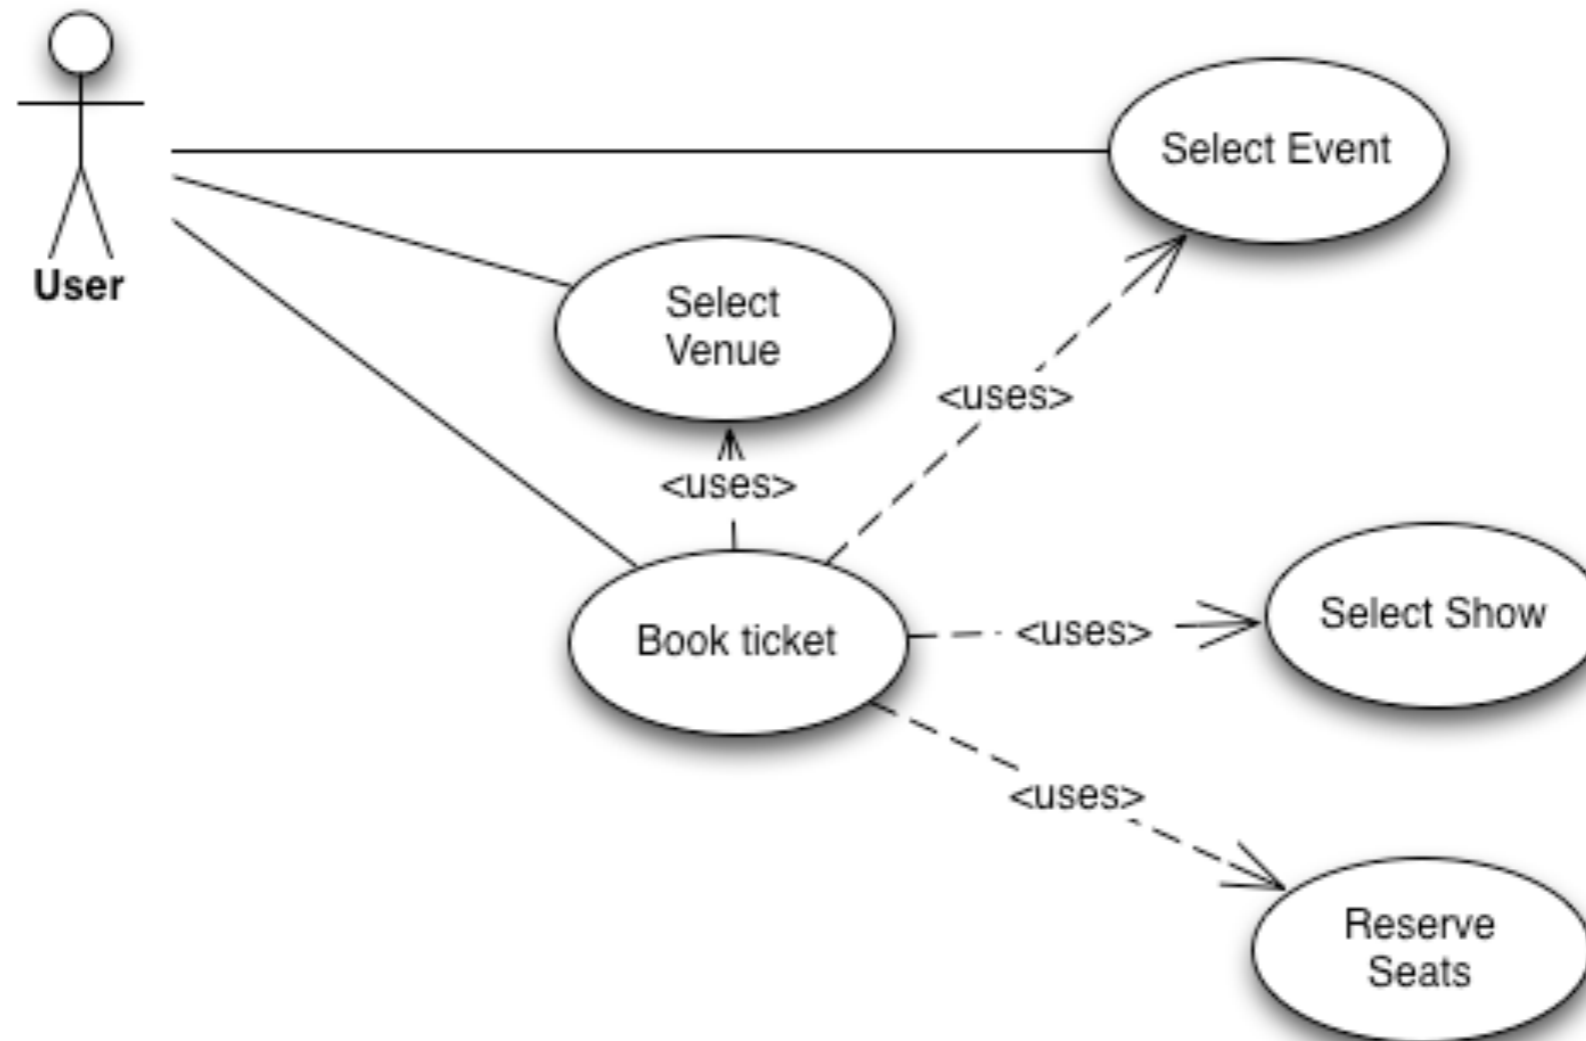 Select Event
User
Select
Venue
<uses>
<uses>
Select Show
<uses>
Book ticket
<uses>
Reserve
Seats